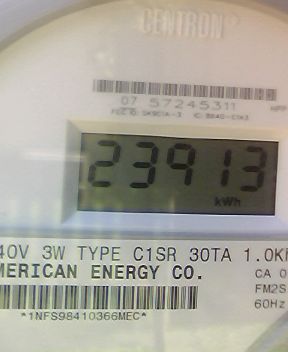 CENTRON
07 57245311
23913
kWh
40V 3W TYPE C1SR 30TA 1.0K
MERICAN ENERGY CO.
CA 0
FM2S
60Hz
*1NFS98410366MEC*